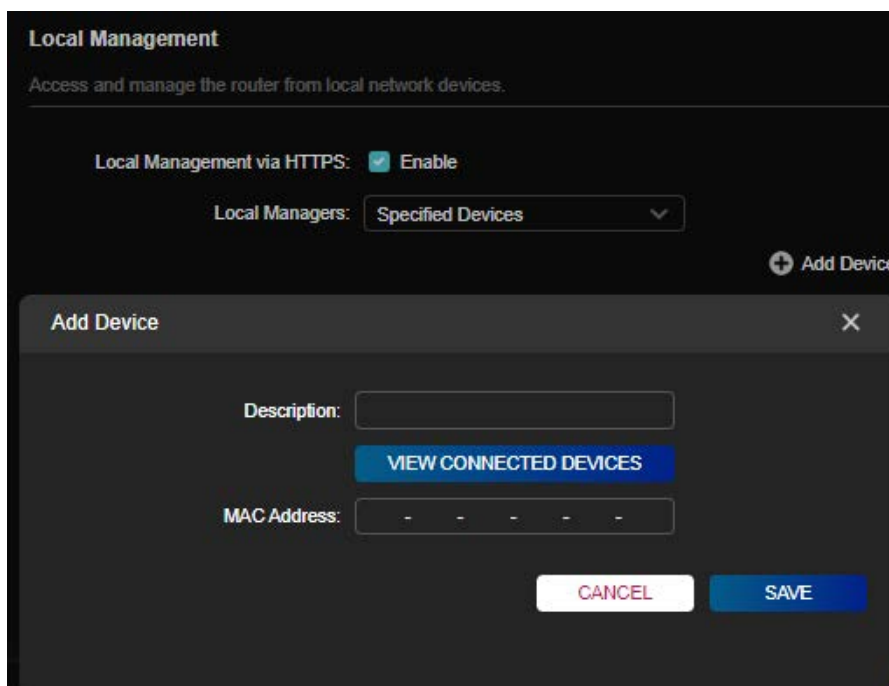 Local Management
Access and manage the router from local network devices.
Local Management via HTTPS: Enable
Local Managers: Specified Devices
Add Device
Add Device
Description:
VIEW CONNECTED DEVICES
MAC Address: - - - - -
CANCEL SAVE